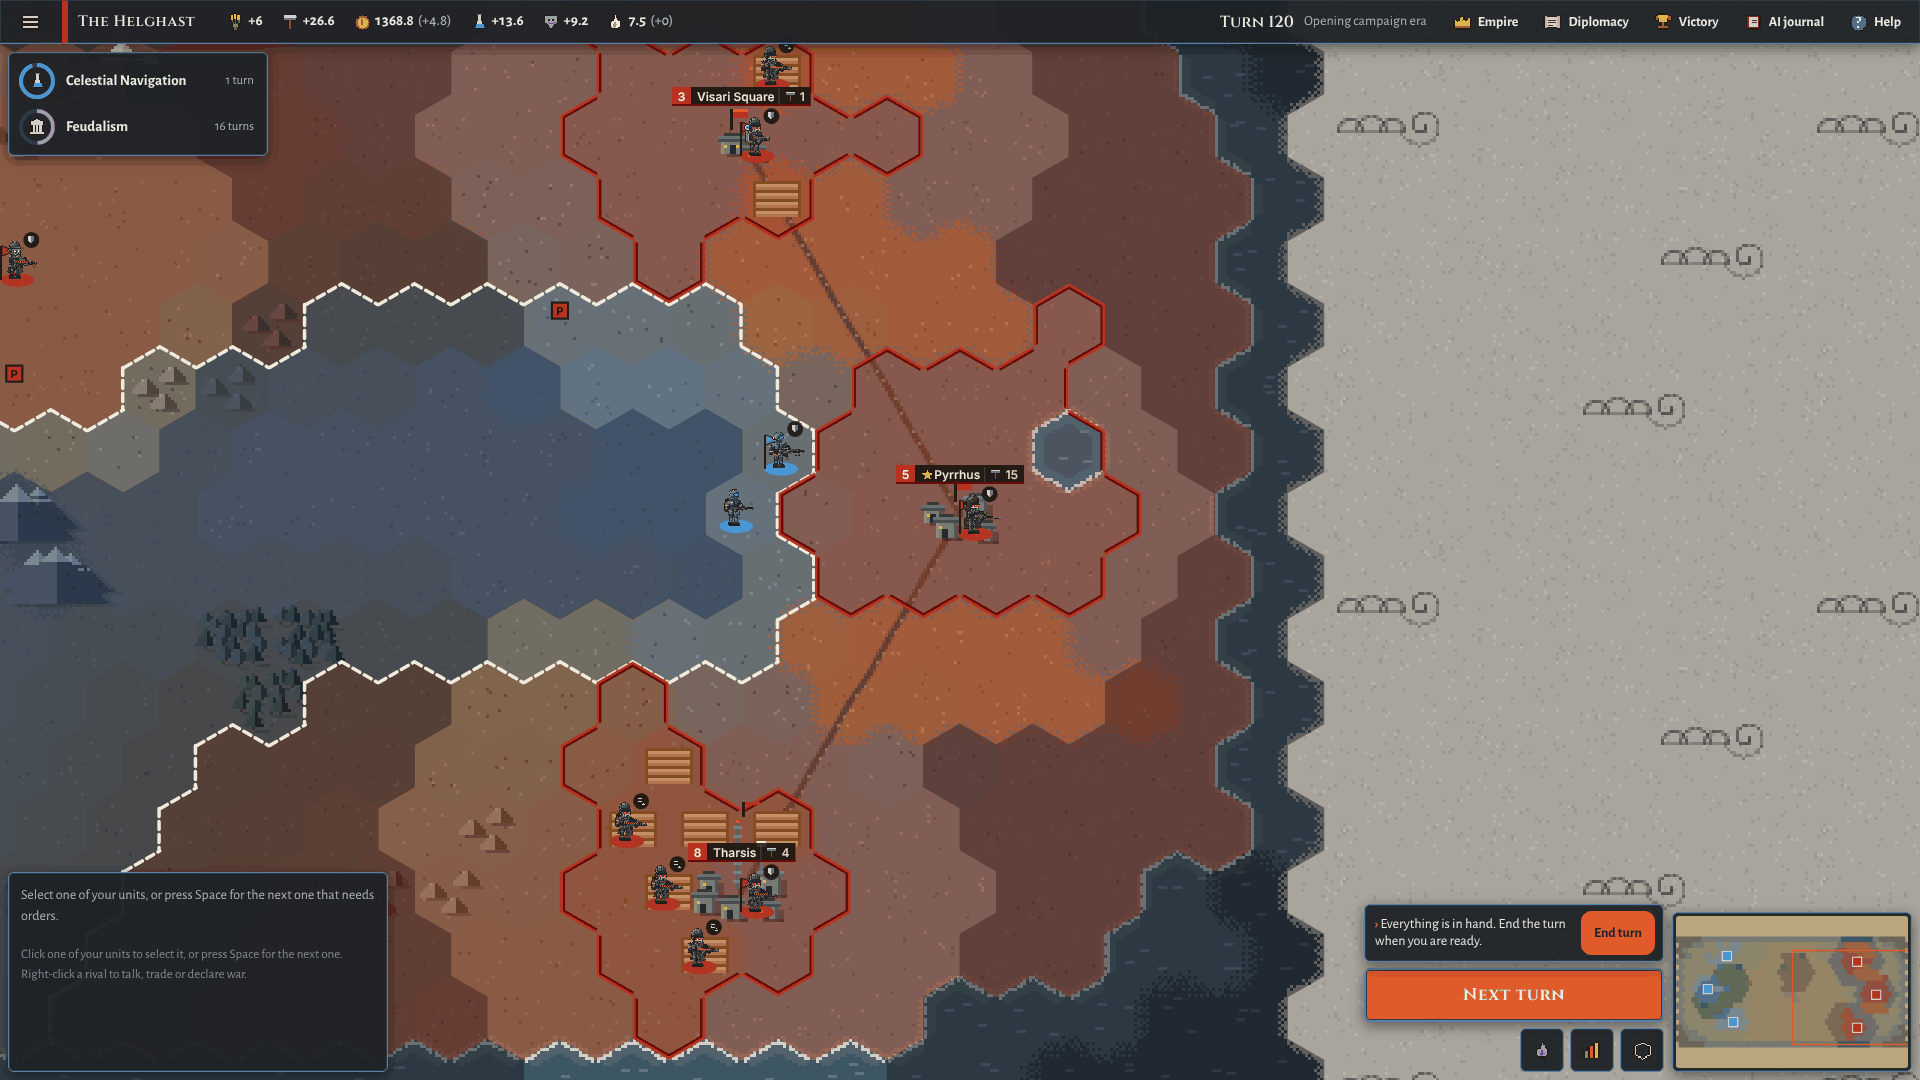 THE HELGHAST
+6
+26.6
1368.8 (+4.8)
+13.6
+9.2
7.5 (+0)
TURN 120
Opening campaign era
Empire
Diplomacy
Victory
AI journal
Help
Celestial Navigation
1 turn
Feudalism
16 turns
3 Visari Square 1
P
P
5 Pyrrhus 15
8 Tharsis 4
Select one of your units, or press Space for the next one that needs
orders.
Click one of your units to select it, or press Space for the next one.
Right-click a rival to talk, trade or declare war.
› Everything is in hand. End the turn
when you are ready.
End turn
NEXT TURN